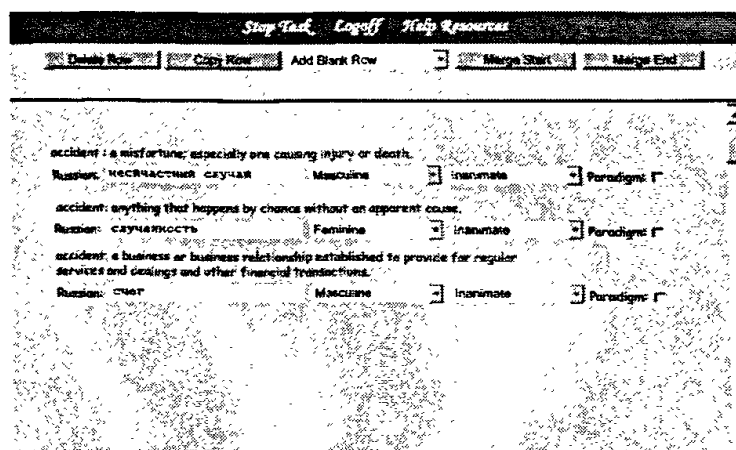 Stop Task Logoff Help Resources
Delete Row Copy Row Add Blank Row Merge Start Merge End
accident : a misfortune; especially one causing injury or death.
Russian: несчастний случая Masculine Inanimate Paradigm:
accident: anything that happens by chance without an apparent cause.
Russian: случайность Feminine Inanimate Paradigm:
accident: a business or business relationship established to provide for regular
services and dealings and other financial transactions.
Russian: счет Masculine Inanimate Paradigm: